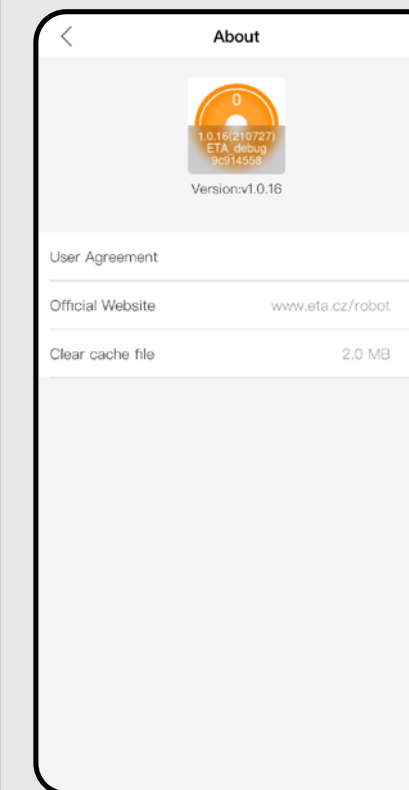 About
0
1.0.16(210727)
ETA_debug
9c914558
Version:v1.0.16
User Agreement
Official Website www.eta.cz/robot
Clear cache file 2.0 MB